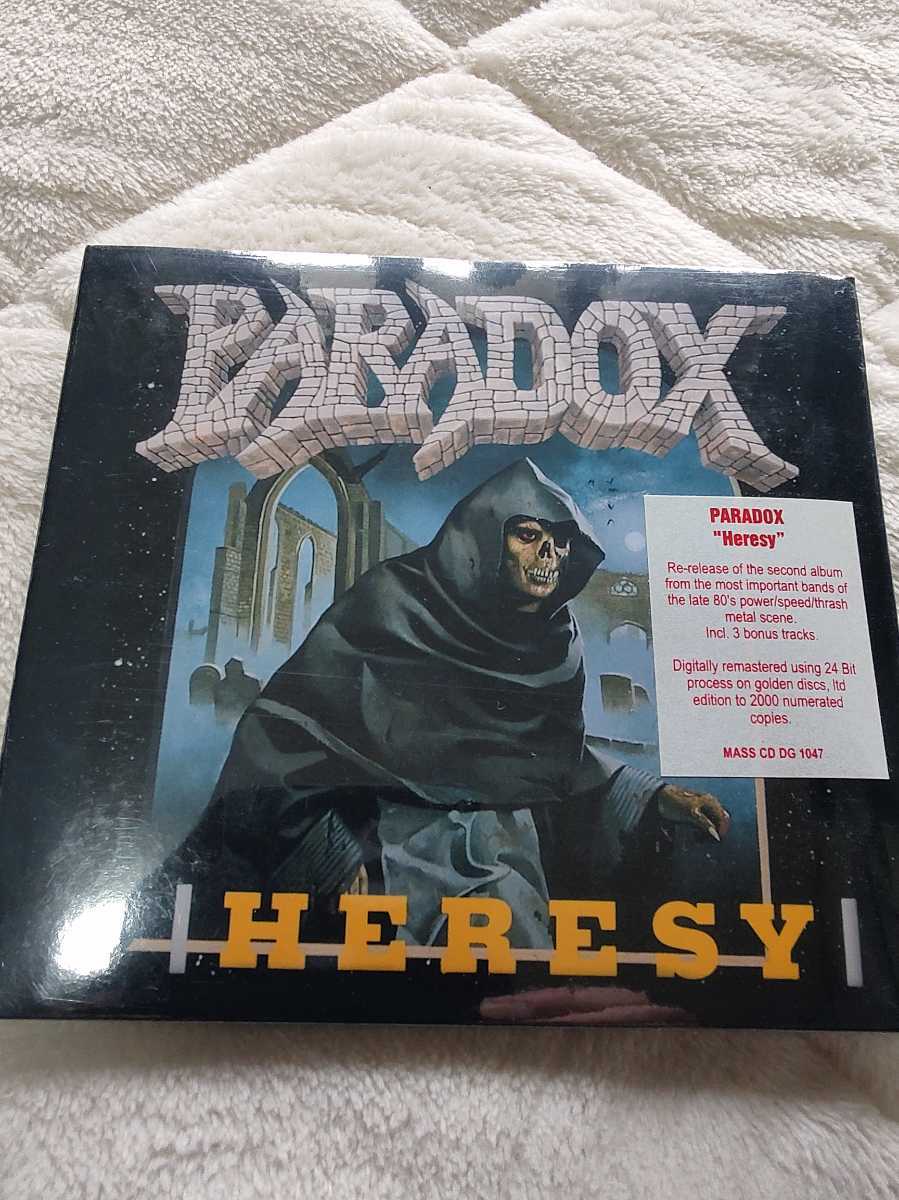 PARADOX
PARADOX
"Heresy"
Re-release of the second album
from the most important bands of
the late 80's power/speed/thrash
metal scene.
Incl. 3 bonus tracks.
Digitally remastered using 24 Bit
process on golden discs, ltd
edition to 2000 numerated
copies.
MASS CD DG 1047
HERESY